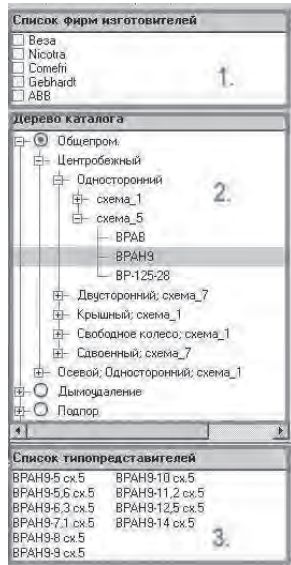 Список фирм изготовителей
Веза
Nicotra
Comefri
Gebhardt
ABB
1.
Дерево каталога
Общепром.
Центробежный
Односторонний
схема_1
схема_5
2.
ВРАВ
ВРАН9
ВР-125-28
Двусторонний; схема_7
Крышный; схема_1
Свободное колесо; схема_1
Сдвоенный; схема_7
Осевой; Односторонний; схема_1
Дымоудаление
Подпор
Список типопредставителей
ВРАН9-5 сх.5 ВРАН9-10 сх.5
ВРАН9-5,6 сх.5 ВРАН9-11,2 сх.5
ВРАН9-6,3 сх.5 ВРАН9-12,5 сх.5
ВРАН9-7,1 сх.5 ВРАН9-14 сх.5
ВРАН9-8 сх.5
ВРАН9-9 сх.5
3.